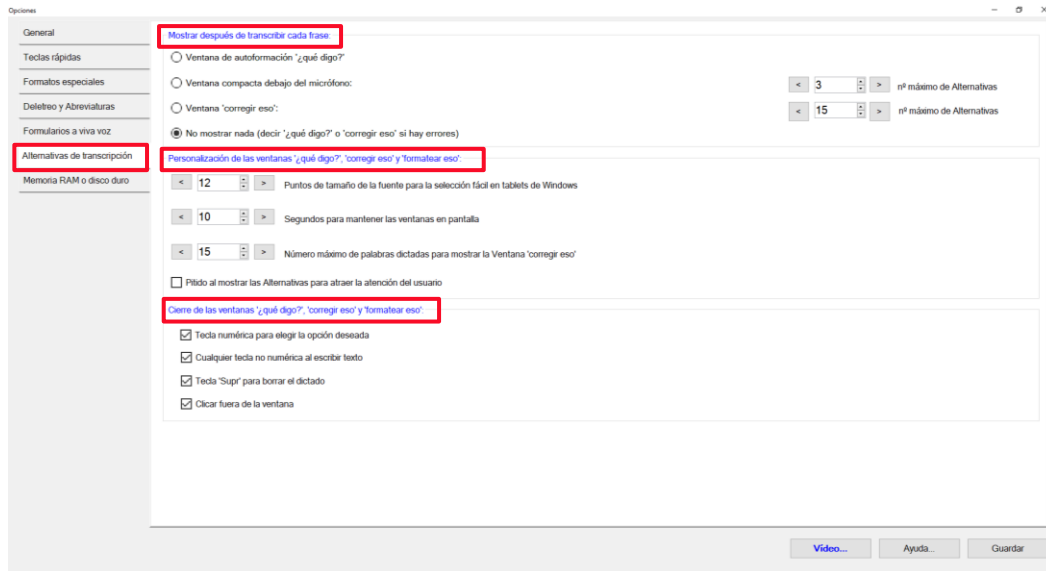 Opciones
General
Teclas rápidas
Formatos especiales
Deletreo y Abreviaturas
Formularios a viva voz
Alternativas de transcripción
Memoria RAM o disco duro
Mostrar después de transcribir cada frase:
Ventana de autoformación '¿qué digo?'
Ventana compacta debajo del micrófono:
< 3 > nº máximo de Alternativas
Ventana 'corregir eso':
< 15 > nº máximo de Alternativas
No mostrar nada (decir '¿qué digo?' o 'corregir eso' si hay errores)
Personalización de las ventanas '¿qué digo?', 'corregir eso' y 'formatear eso':
< 12 > Puntos de tamaño de la fuente para la selección fácil en tablets de Windows
< 10 > Segundos para mantener las ventanas en pantalla
< 15 > Número máximo de palabras dictadas para mostrar la Ventana 'corregir eso'
Pitido al mostrar las Alternativas para atraer la atención del usuario
Cierre de las ventanas '¿qué digo?', 'corregir eso' y 'formatear eso':
Tecla numérica para elegir la opción deseada
Cualquier tecla no numérica al escribir texto
Tecla 'Supr' para borrar el dictado
Clicar fuera de la ventana
Vídeo... Ayuda... Guardar